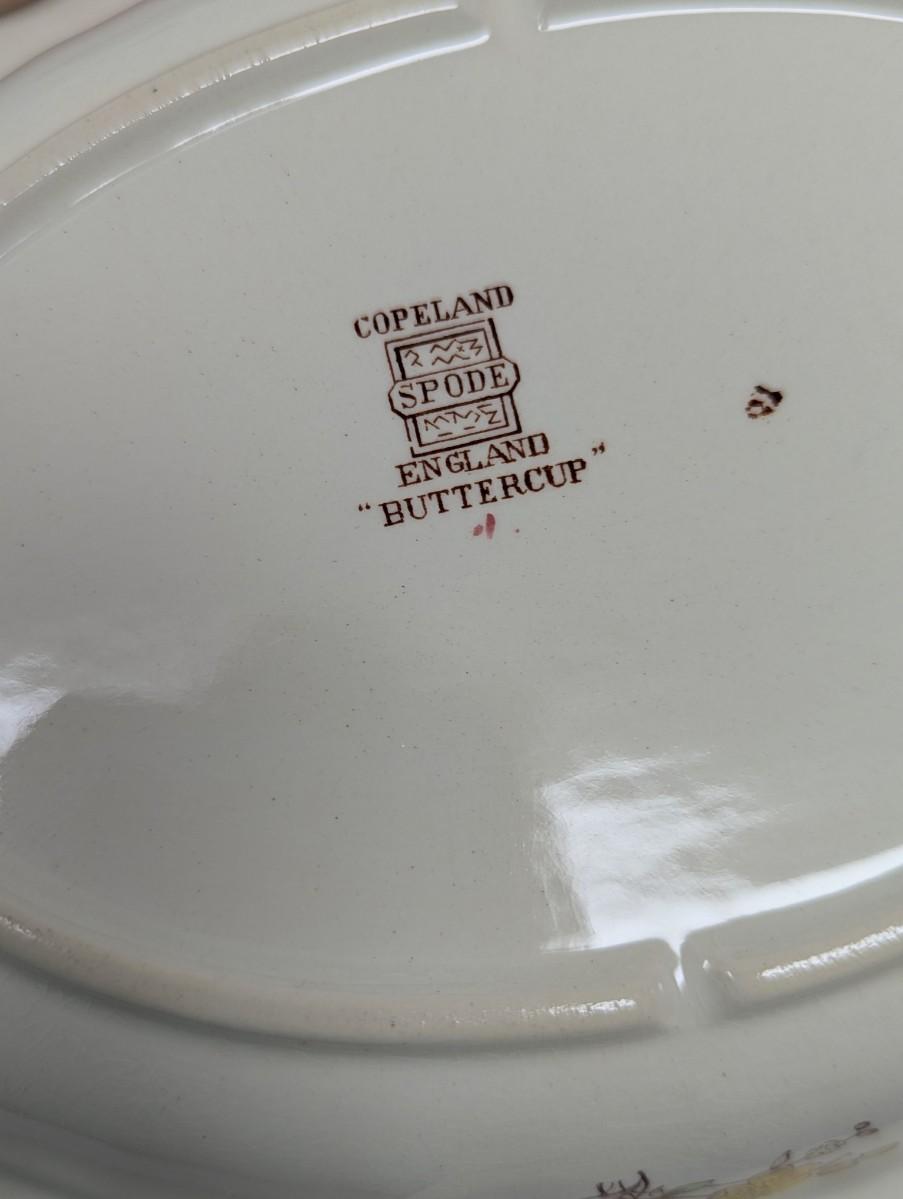 COPELAND
SPODE
ENGLAND
“BUTTERCUP”